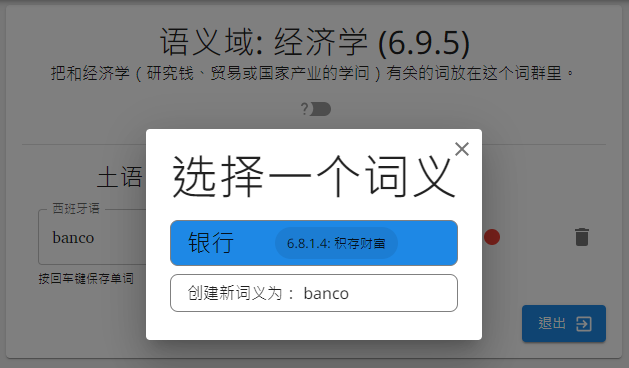 语义域: 经济学 (6.9.5)
把和经济学（研究钱、贸易或国家产业的学问）有关的词放在这个词群里。
?
选择一个词义
土语
西班牙语
银行 6.8.1.4: 积存财富
banco
按回车键保存单词
创建新词义为： banco
退出